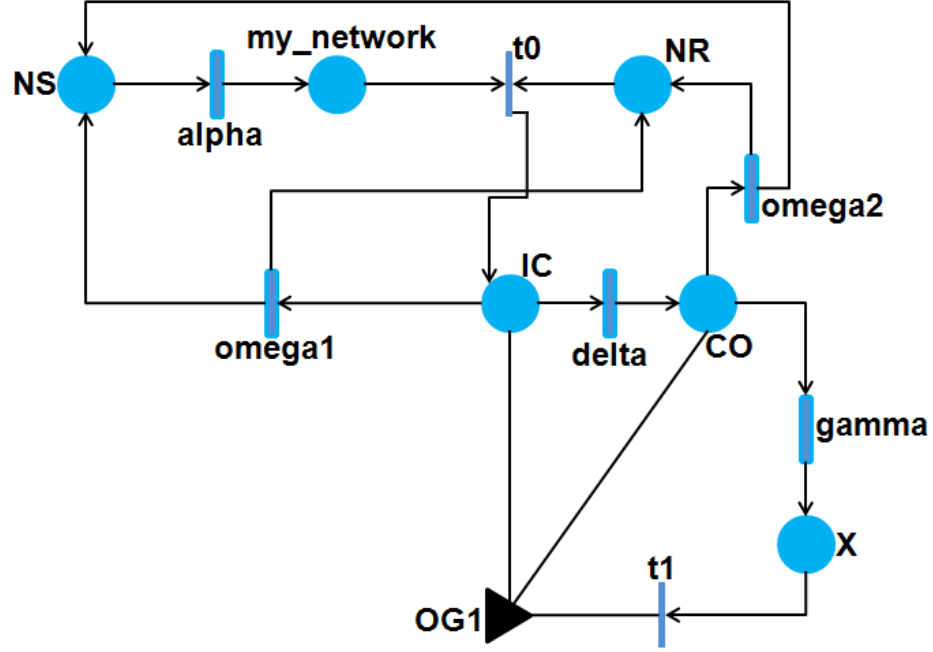 my_network
t0
NR
NS
alpha
omega2
IC
omega1
delta
CO
gamma
X
t1
OG1